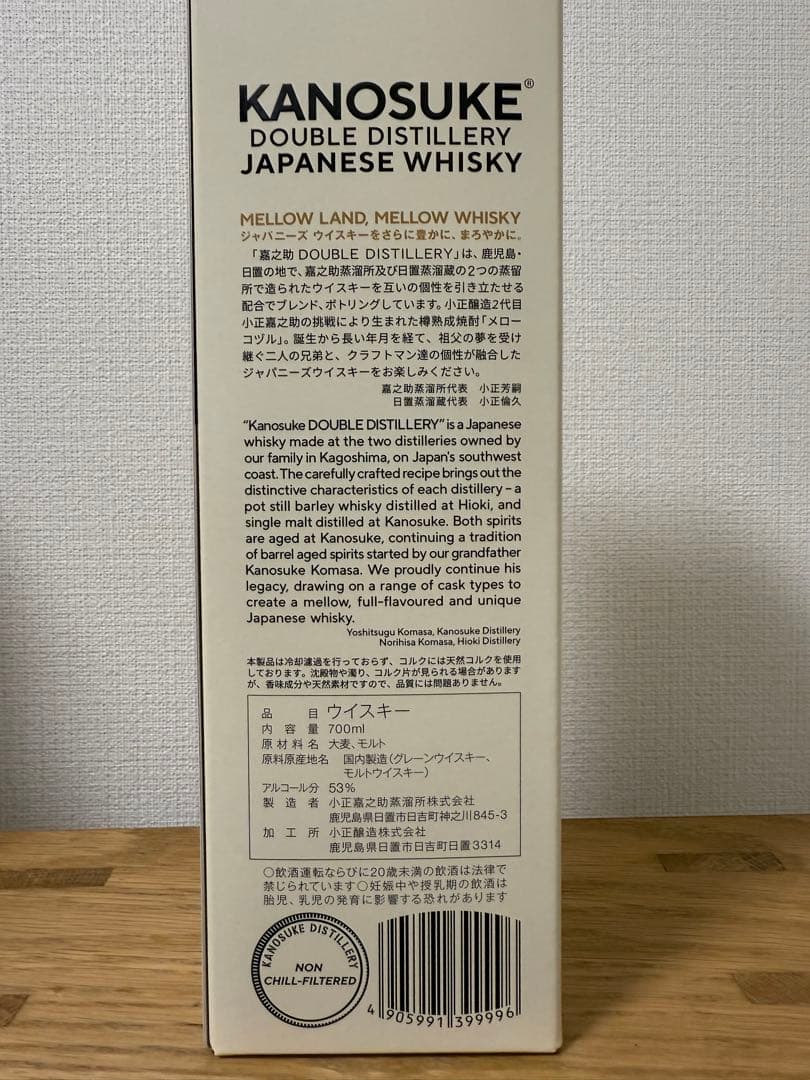 KANOSUKE®
DOUBLE DISTILLERY
JAPANESE WHISKY
MELLOW LAND, MELLOW WHISKY
ジャパニーズ ウイスキーをさらに豊かに、まろやかに。
「嘉之助 DOUBLE DISTILLERY」は、鹿児島・
日置の地で、嘉之助蒸溜所及び日置蒸溜蔵の2つの蒸留
所で造られたウイスキーを互いの個性を引き立たせる
配合でブレンド、ボトリングしています。小正醸造2代目
小正嘉之助の挑戦により生まれた樽熟成焼酎「メロー
コヅル」。誕生から長い年月を経て、祖父の夢を受け
継ぐ二人の兄弟と、クラフトマン達の個性が融合した
ジャパニーズウイスキーをお楽しみください。
嘉之助蒸溜所代表 小正芳嗣
日置蒸溜蔵代表 小正倫久
“Kanosuke DOUBLE DISTILLERY” is a Japanese
whisky made at the two distilleries owned by
our family in Kagoshima, on Japan's southwest
coast. The carefully crafted recipe brings out the
distinctive characteristics of each distillery – a
pot still barley whisky distilled at Hioki, and
single malt distilled at Kanosuke. Both spirits
are aged at Kanosuke, continuing a tradition
of barrel aged spirits started by our grandfather
Kanosuke Komasa. We proudly continue his
legacy, drawing on a range of cask types to
create a mellow, full-flavoured and unique
Japanese whisky.
Yoshitsugu Komasa, Kanosuke Distillery
Norihisa Komasa, Hioki Distillery
本製品は冷却濾過を行っておらず、コルクには天然コルクを使用
しております。沈殿物や濁り、コルク片が見られる場合があります
が、香味成分や天然素材ですので、品質には問題ありません。
品目 ウイスキー
内容量 700ml
原材料名 大麦、モルト
原料原産地名 国内製造（グレーンウイスキー、
モルトウイスキー）
アルコール分 53%
製造者 小正嘉之助蒸溜所株式会社
鹿児島県日置市日吉町神之川845-3
加工所 小正醸造株式会社
鹿児島県日置市日吉町日置3314
○飲酒運転ならびに20歳未満の飲酒は法律で
禁じられています○妊娠中や授乳期の飲酒は
胎児、乳児の発育に影響する恐れがあります
KANOSUKE DISTILLERY
NON
CHILL-FILTERED
4 905991 399996